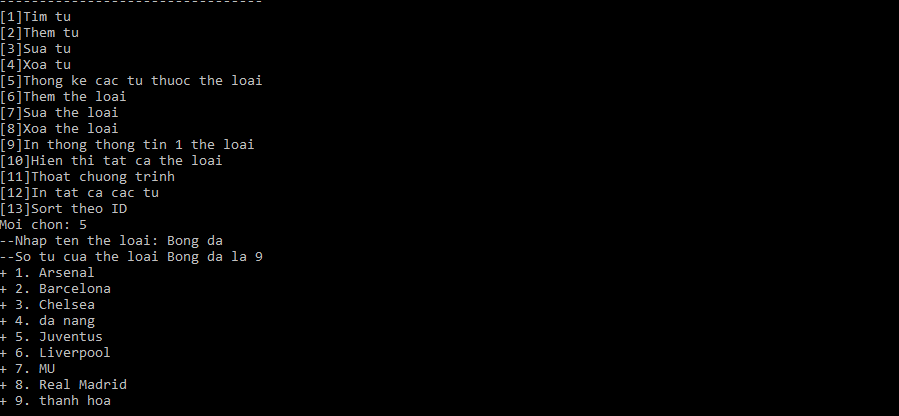 ---------------------------------
[1]Tim tu
[2]Them tu
[3]Sua tu
[4]Xoa tu
[5]Thong ke cac tu thuoc the loai
[6]Them the loai
[7]Sua the loai
[8]Xoa the loai
[9]In thong thong tin 1 the loai
[10]Hien thi tat ca the loai
[11]Thoat chuong trinh
[12]In tat ca cac tu
[13]Sort theo ID
Moi chon: 5
--Nhap ten the loai: Bong da
--So tu cua the loai Bong da la 9
+ 1. Arsenal
+ 2. Barcelona
+ 3. Chelsea
+ 4. da nang
+ 5. Juventus
+ 6. Liverpool
+ 7. MU
+ 8. Real Madrid
+ 9. thanh hoa